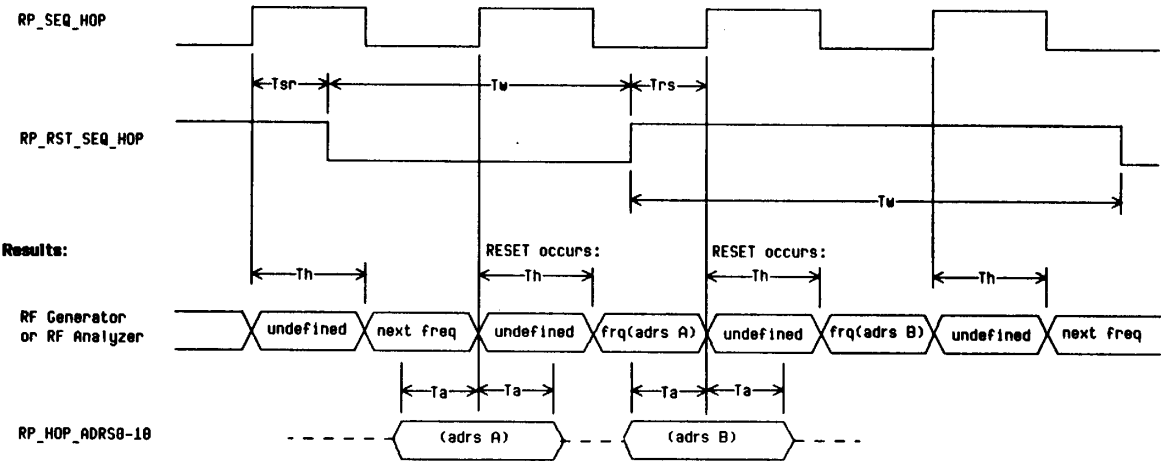 RP_SEQ_HOP
Tsr Tw Trs
RP_RST_SEQ_HOP
Tw
Results:
RESET occurs: RESET occurs:
Th Th Th Th
RF Generator
or RF Analyzer
undefined next freq undefined frq(adrs A) undefined frq(adrs B) undefined next freq
Ta Ta Ta Ta
RP_HOP_ADRS0-10 (adrs A) (adrs B)